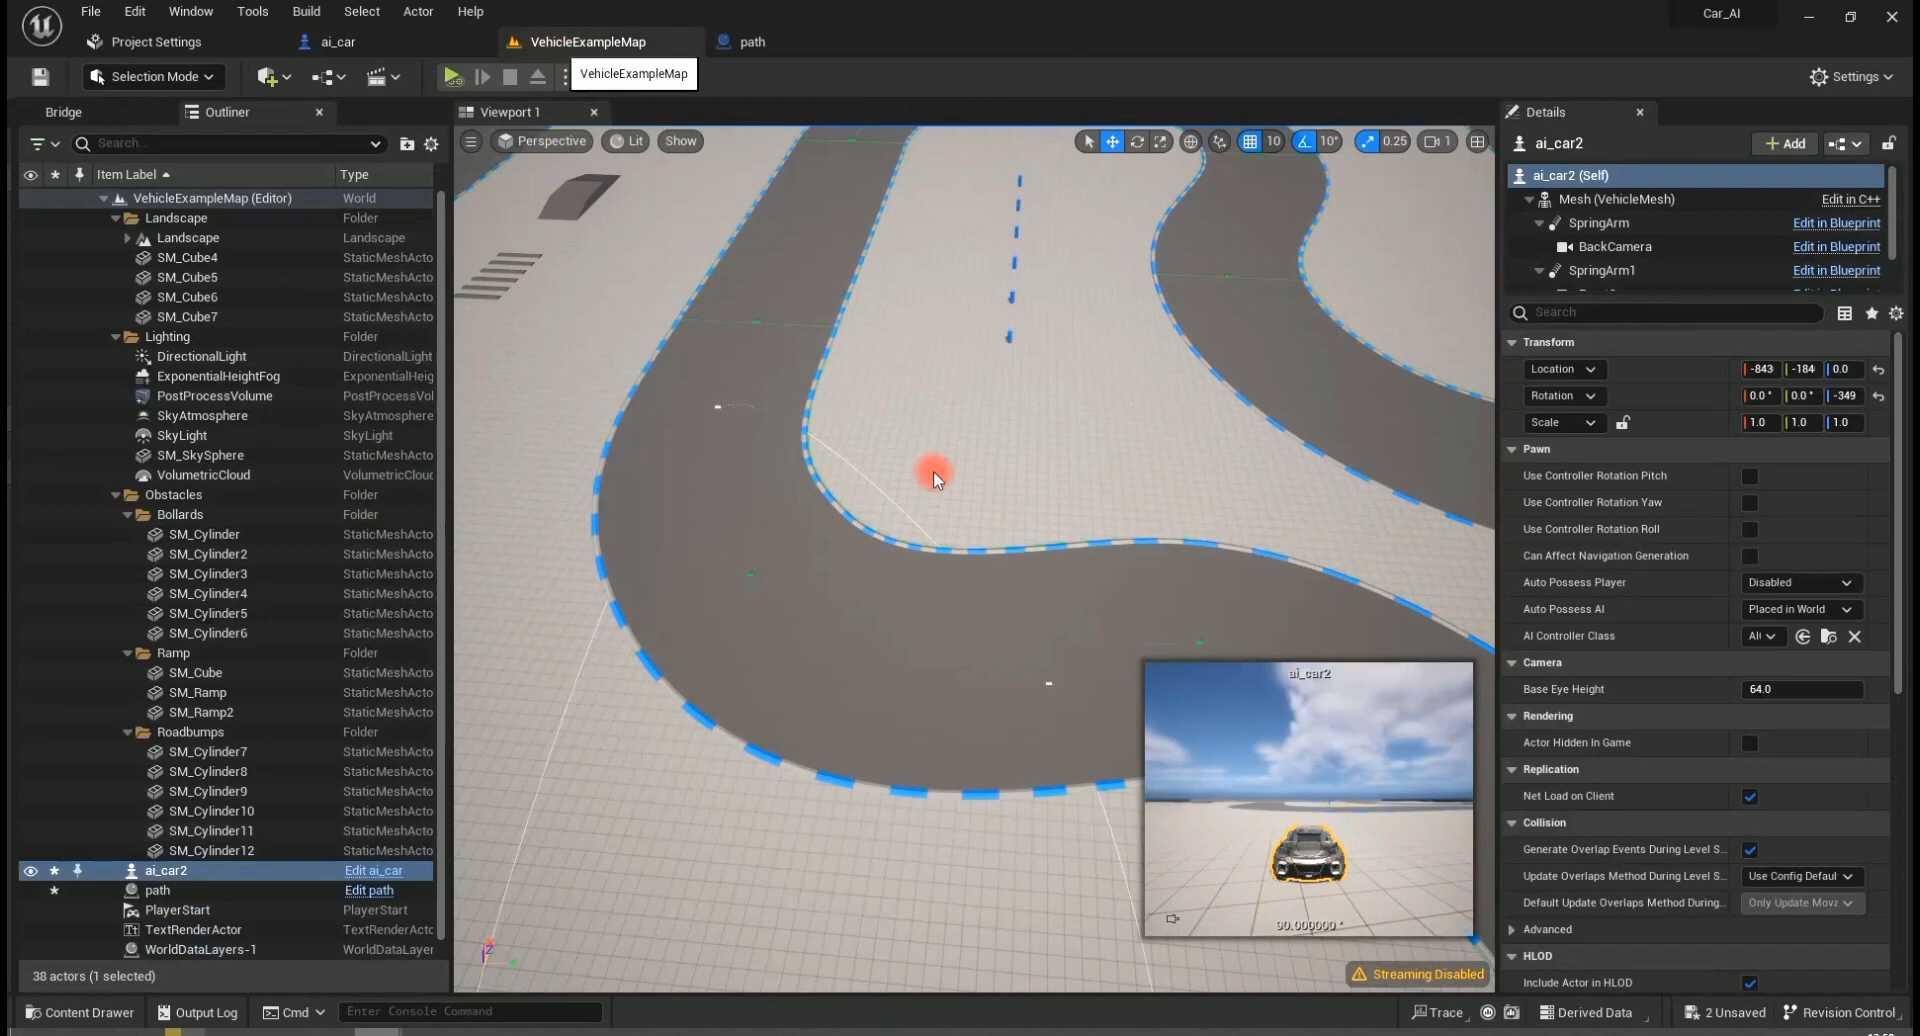 File Edit Window Tools Build Select Actor Help
Car_AI
Project Settings
ai_car
VehicleExampleMap
path
Selection Mode
VehicleExampleMap
Settings
Bridge
Outliner
Viewport 1
Details
Search...
Perspective
Lit
Show
10
10°
0.25
1
ai_car2
Add
Item Label
Type
ai_car2 (Self)
VehicleExampleMap (Editor) World
Mesh (VehicleMesh) Edit in C++
Landscape Folder
SpringArm Edit in Blueprint
Landscape Landscape
BackCamera Edit in Blueprint
SM_Cube4 StaticMeshActo
SpringArm1 Edit in Blueprint
SM_Cube5 StaticMeshActo
SM_Cube6 StaticMeshActo
SM_Cube7 StaticMeshActo
Search
Lighting Folder
Transform
DirectionalLight DirectionalLight
Location -843 -184 0.0
ExponentialHeightFog ExponentialHeig
Rotation 0.0° 0.0° -349
PostProcessVolume PostProcessVol
SkyAtmosphere SkyAtmosphere
Scale 1.0 1.0 1.0
SkyLight SkyLight
Pawn
SM_SkySphere StaticMeshActo
Use Controller Rotation Pitch
VolumetricCloud VolumetricClou
Obstacles Folder
Use Controller Rotation Yaw
Bollards Folder
Use Controller Rotation Roll
SM_Cylinder StaticMeshActo
SM_Cylinder2 StaticMeshActo
Can Affect Navigation Generation
SM_Cylinder3 StaticMeshActo
Auto Possess Player Disabled
SM_Cylinder4 StaticMeshActo
Auto Possess AI Placed in World
SM_Cylinder5 StaticMeshActo
SM_Cylinder6 StaticMeshActo
AI Controller Class
Ramp Folder
Camera
SM_Cube StaticMeshActo
Base Eye Height 64.0
SM_Ramp StaticMeshActo
SM_Ramp2 StaticMeshActo
Rendering
Roadbumps Folder
Actor Hidden In Game
SM_Cylinder7 StaticMeshActo
Replication
SM_Cylinder8 StaticMeshActo
SM_Cylinder9 StaticMeshActo
Net Load on Client
SM_Cylinder10 StaticMeshActo
Collision
SM_Cylinder11 StaticMeshActo
Generate Overlap Events During Level S...
SM_Cylinder12 StaticMeshActo
ai_car2 Edit ai_car
Update Overlaps Method During Level S... Use Config Defaul
path Edit path
Default Update Overlaps Method During... Only Update Mova
PlayerStart PlayerStart
Advanced
TextRenderActor TextRenderActo
WorldDataLayers-1 WorldDataLayer
HLOD
38 actors (1 selected)
Include Actor in HLOD
ai_car2
90.000000 °
Streaming Disabled
Content Drawer
Output Log
Cmd
Enter Console Command
Trace
Derived Data
2 Unsaved
Revision Control